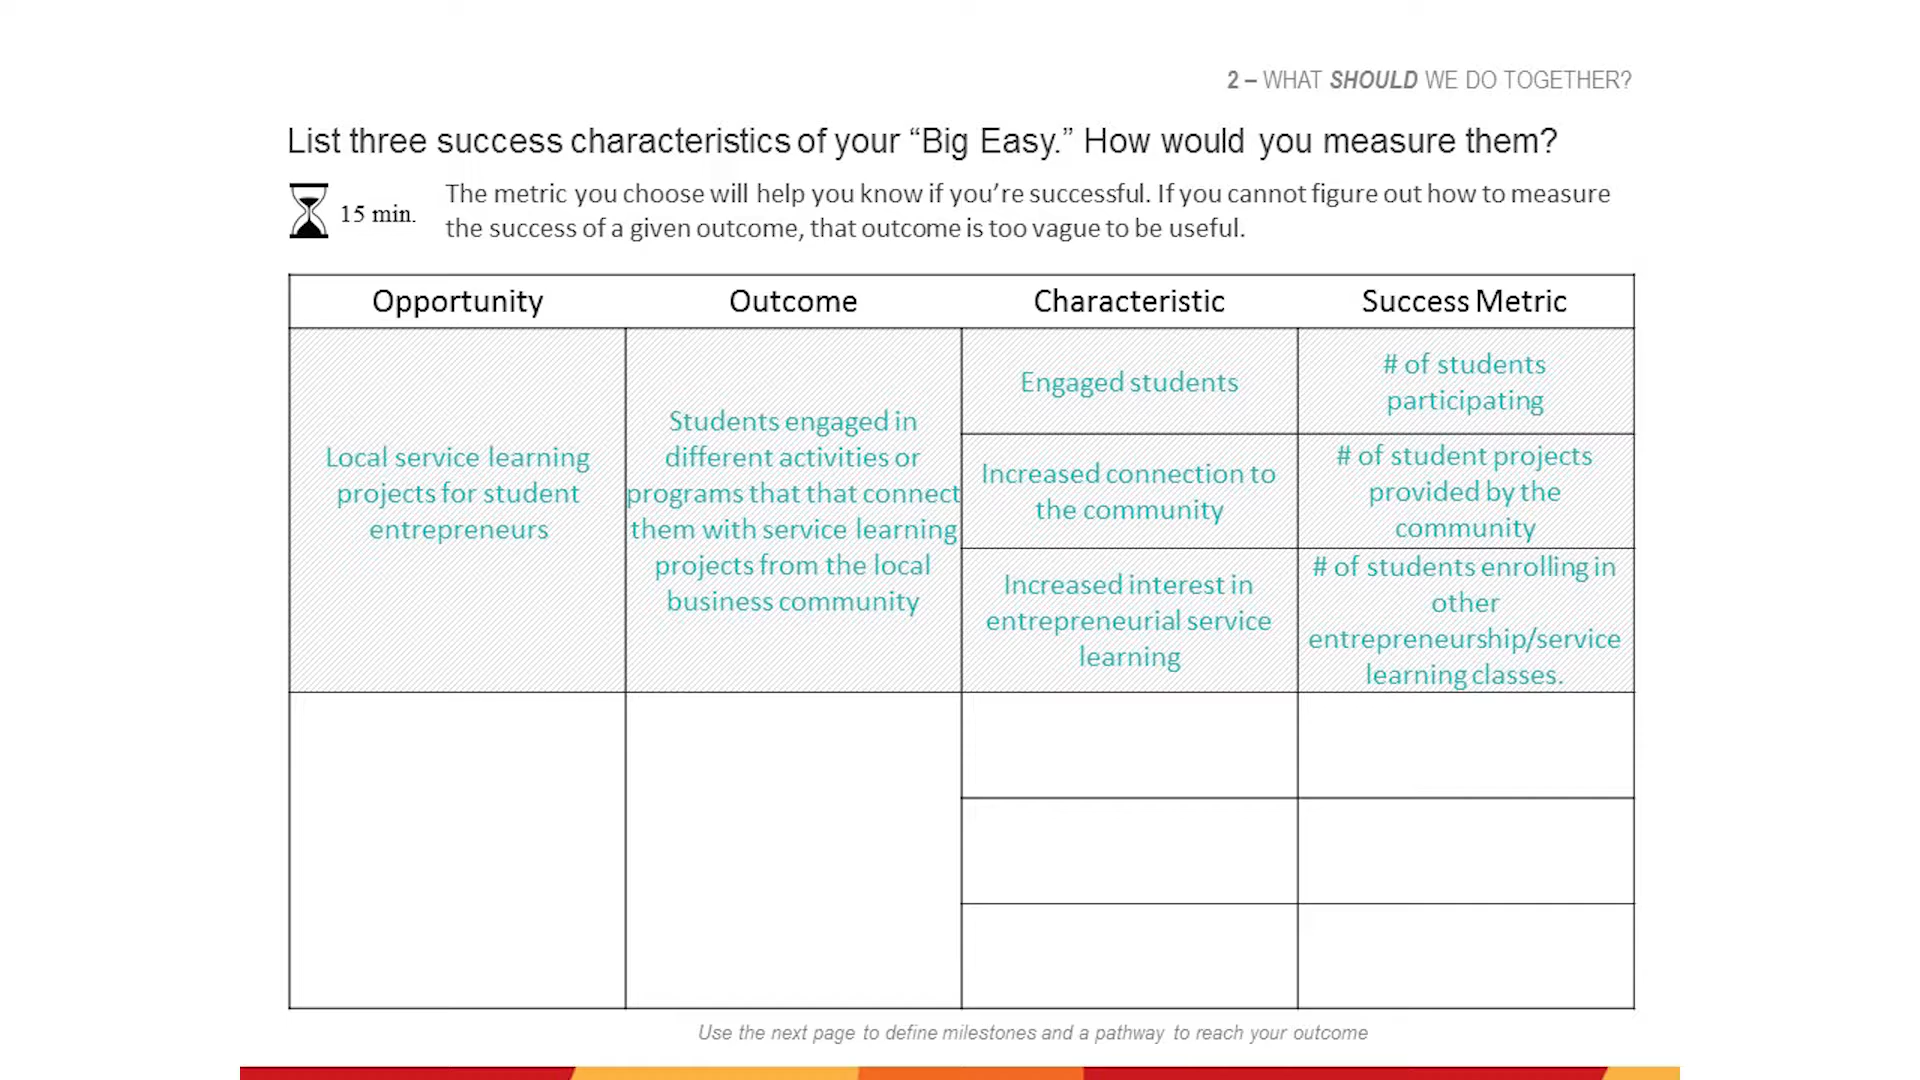 2 – WHAT SHOULD WE DO TOGETHER?
List three success characteristics of your “Big Easy.” How would you measure them?
15 min.
The metric you choose will help you know if you’re successful. If you cannot figure out how to measure
the success of a given outcome, that outcome is too vague to be useful.
Opportunity
Outcome
Characteristic
Success Metric
Local service learning
projects for student
entrepreneurs
Students engaged in
different activities or
programs that that connect
them with service learning
projects from the local
business community
Engaged students
# of students
participating
Increased connection to
the community
# of student projects
provided by the
community
Increased interest in
entrepreneurial service
learning
# of students enrolling in
other
entrepreneurship/service
learning classes.
Use the next page to define milestones and a pathway to reach your outcome